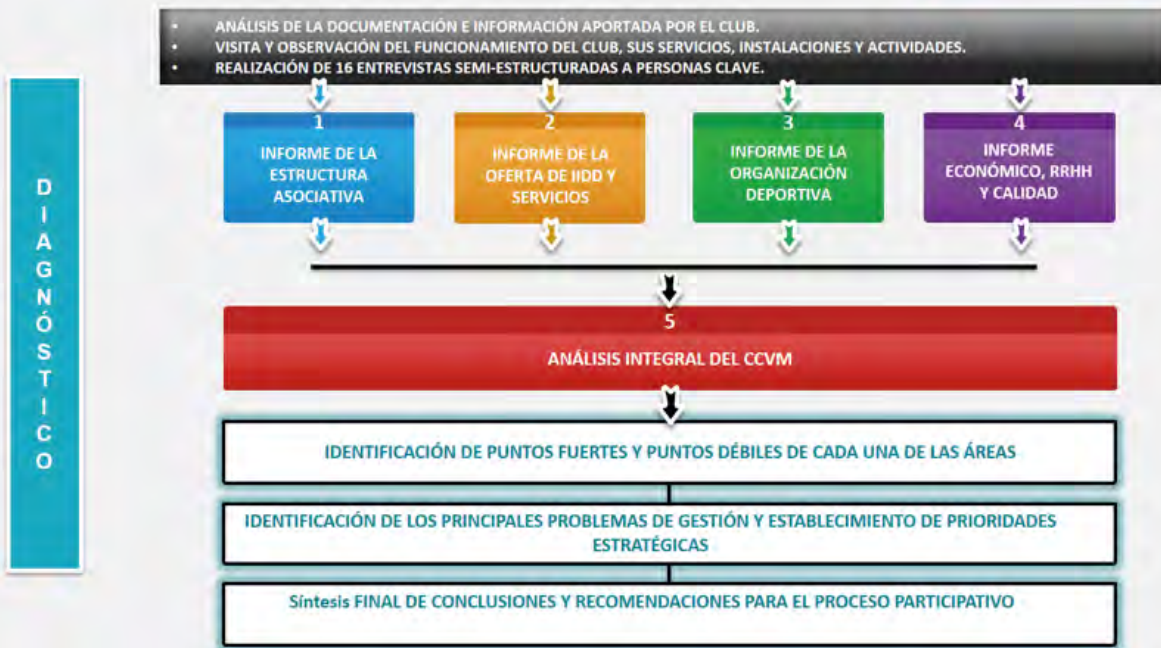 • ANÁLISIS DE LA DOCUMENTACIÓN E INFORMACIÓN APORTADA POR EL CLUB.
• VISITA Y OBSERVACIÓN DEL FUNCIONAMIENTO DEL CLUB, SUS SERVICIOS, INSTALACIONES Y ACTIVIDADES.
• REALIZACIÓN DE 16 ENTREVISTAS SEMI-ESTRUCTURADAS A PERSONAS CLAVE.
DIAGNÓSTICO
1
INFORME DE LA
ESTRUCTURA
ASOCIATIVA
2
INFORME DE LA
OFERTA DE IIDD Y
SERVICIOS
3
INFORME DE LA
ORGANIZACIÓN
DEPORTIVA
4
INFORME
ECONÓMICO, RRHH
Y CALIDAD
5
ANÁLISIS INTEGRAL DEL CCVM
IDENTIFICACIÓN DE PUNTOS FUERTES Y PUNTOS DÉBILES DE CADA UNA DE LAS ÁREAS
IDENTIFICACIÓN DE LOS PRINCIPALES PROBLEMAS DE GESTIÓN Y ESTABLECIMIENTO DE PRIORIDADES
ESTRATÉGICAS
Síntesis FINAL DE CONCLUSIONES Y RECOMENDACIONES PARA EL PROCESO PARTICIPATIVO